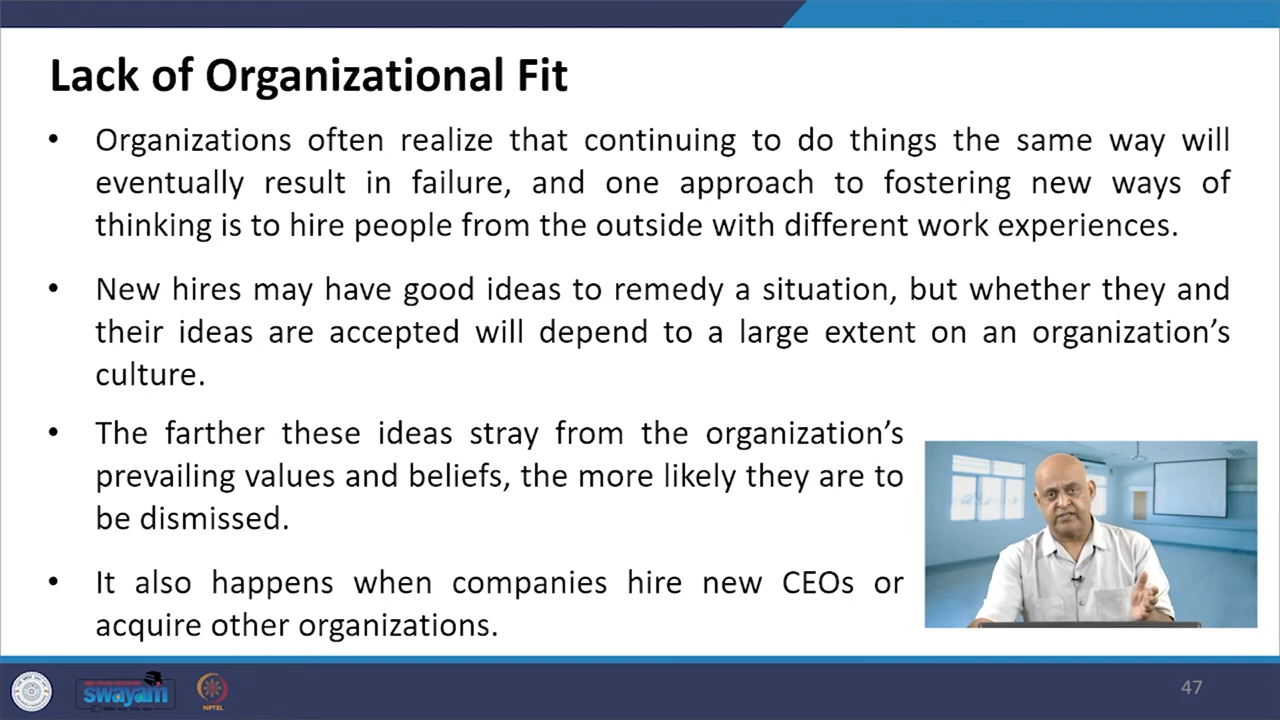 Lack of Organizational Fit
• Organizations often realize that continuing to do things the same way will
eventually result in failure, and one approach to fostering new ways of
thinking is to hire people from the outside with different work experiences.
• New hires may have good ideas to remedy a situation, but whether they and
their ideas are accepted will depend to a large extent on an organization’s
culture.
• The farther these ideas stray from the organization’s
prevailing values and beliefs, the more likely they are to
be dismissed.
• It also happens when companies hire new CEOs or
acquire other organizations.
swayam
NPTEL
47